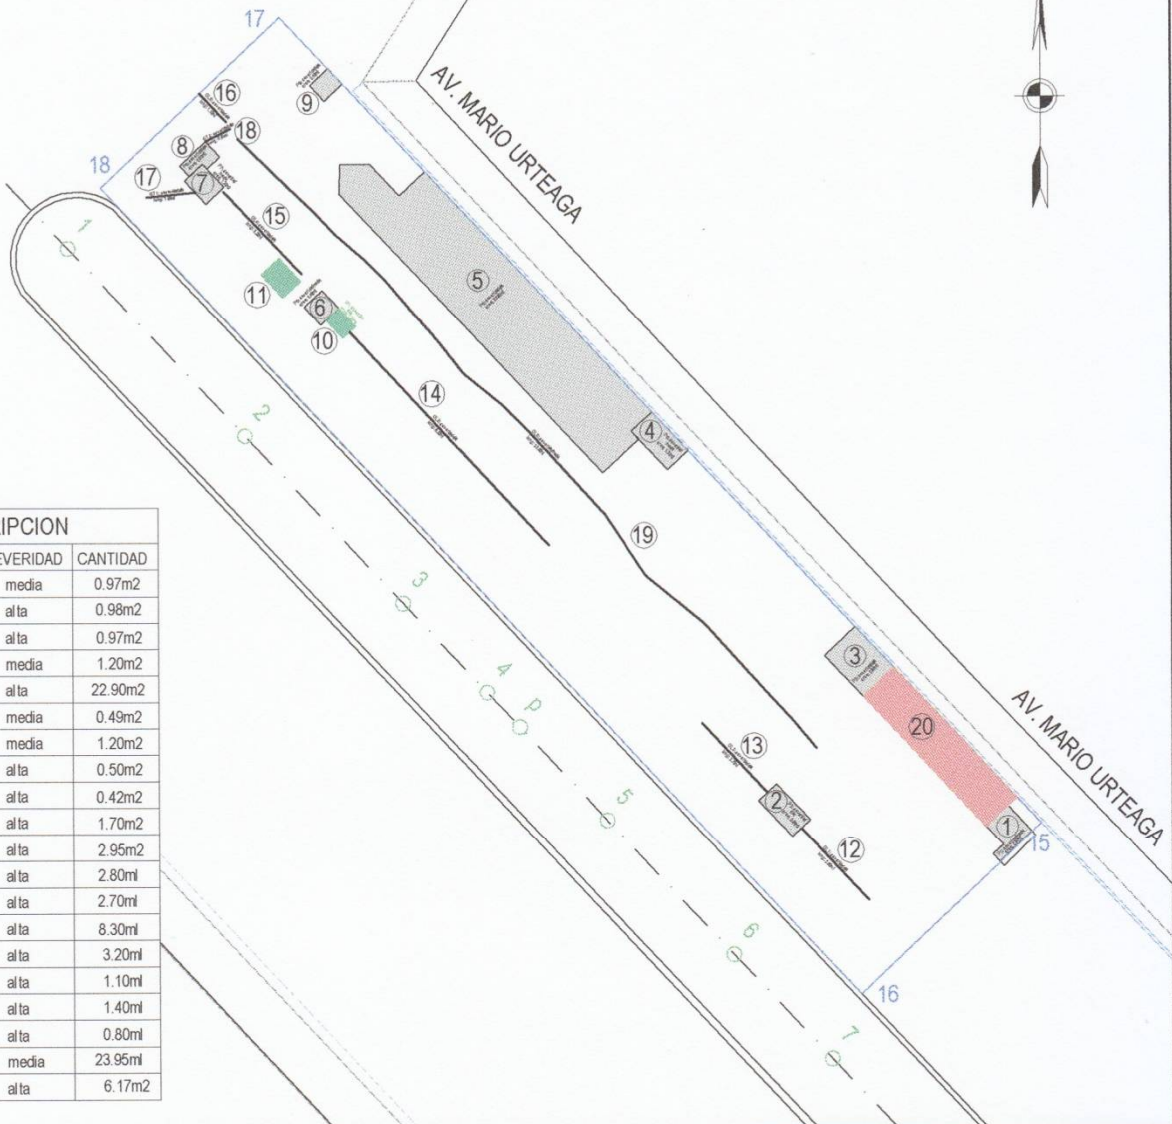 17
16
9
AV. MARIO URTEAGA
18
8
18
17
7
15
1
5
11
6
10
14
2
4
19
3
3
4
P
20
AV. MARIO URTEAGA
13
2
5
1
15
12
6
16
7
IPCION
EVERIDAD CANTIDAD
media 0.97m2
alta 0.98m2
alta 0.97m2
media 1.20m2
alta 22.90m2
media 0.49m2
media 1.20m2
alta 0.50m2
alta 0.42m2
alta 1.70m2
alta 2.95m2
alta 2.80ml
alta 2.70ml
alta 8.30ml
alta 3.20ml
alta 1.10ml
alta 1.40ml
alta 0.80ml
media 23.95ml
alta 6.17m2